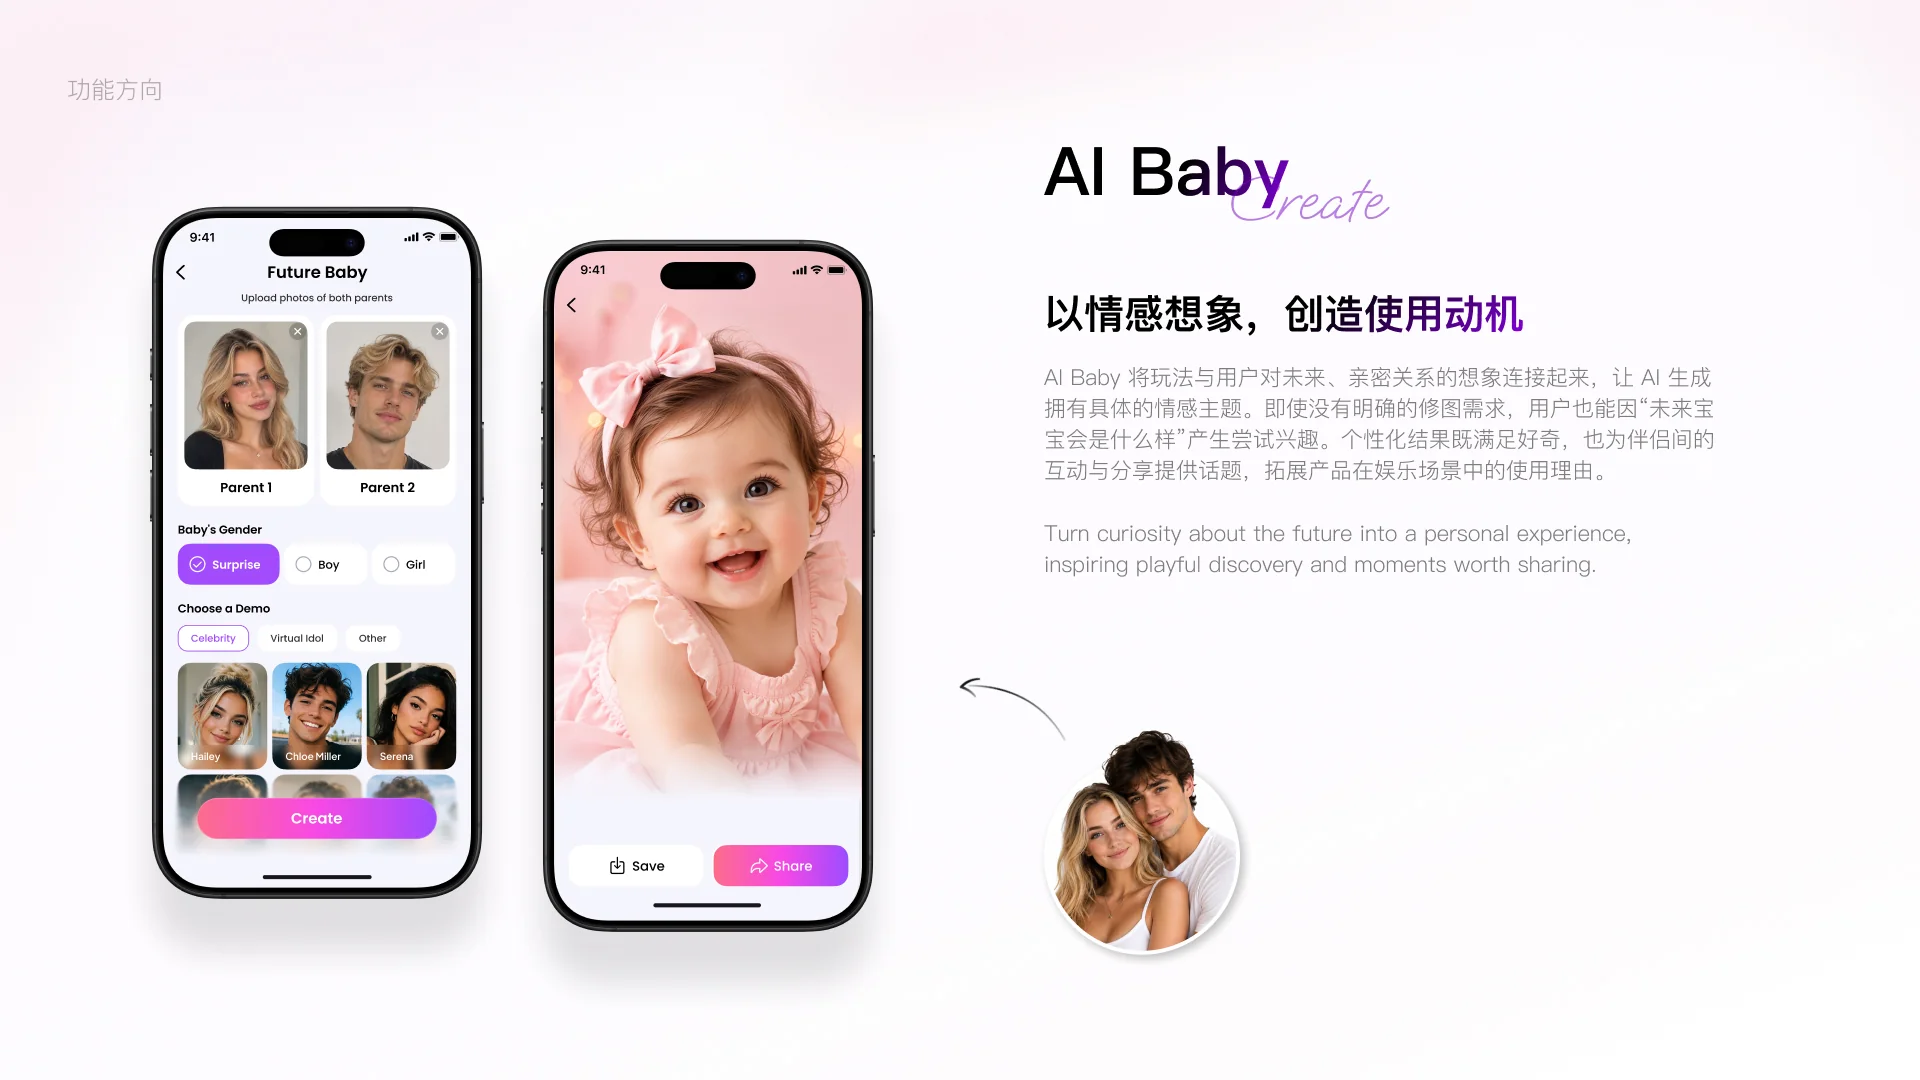 功能方向
AI Baby
Create
以情感想象，创造使用动机
AI Baby 将玩法与用户对未来、亲密关系的想象连接起来，让 AI 生成
拥有具体的情感主题。即使没有明确的修图需求，用户也能因“未来宝
宝会是什么样”产生尝试兴趣。个性化结果既满足好奇，也为伴侣间的
互动与分享提供话题，拓展产品在娱乐场景中的使用理由。
Turn curiosity about the future into a personal experience,
inspiring playful discovery and moments worth sharing.
9:41
Future Baby
Upload photos of both parents
Parent 1
Parent 2
Baby's Gender
Surprise
Boy
Girl
Choose a Demo
Celebrity
Virtual Idol
Other
Hailey
Chloe Miller
Serena
Create
9:41
Save
Share